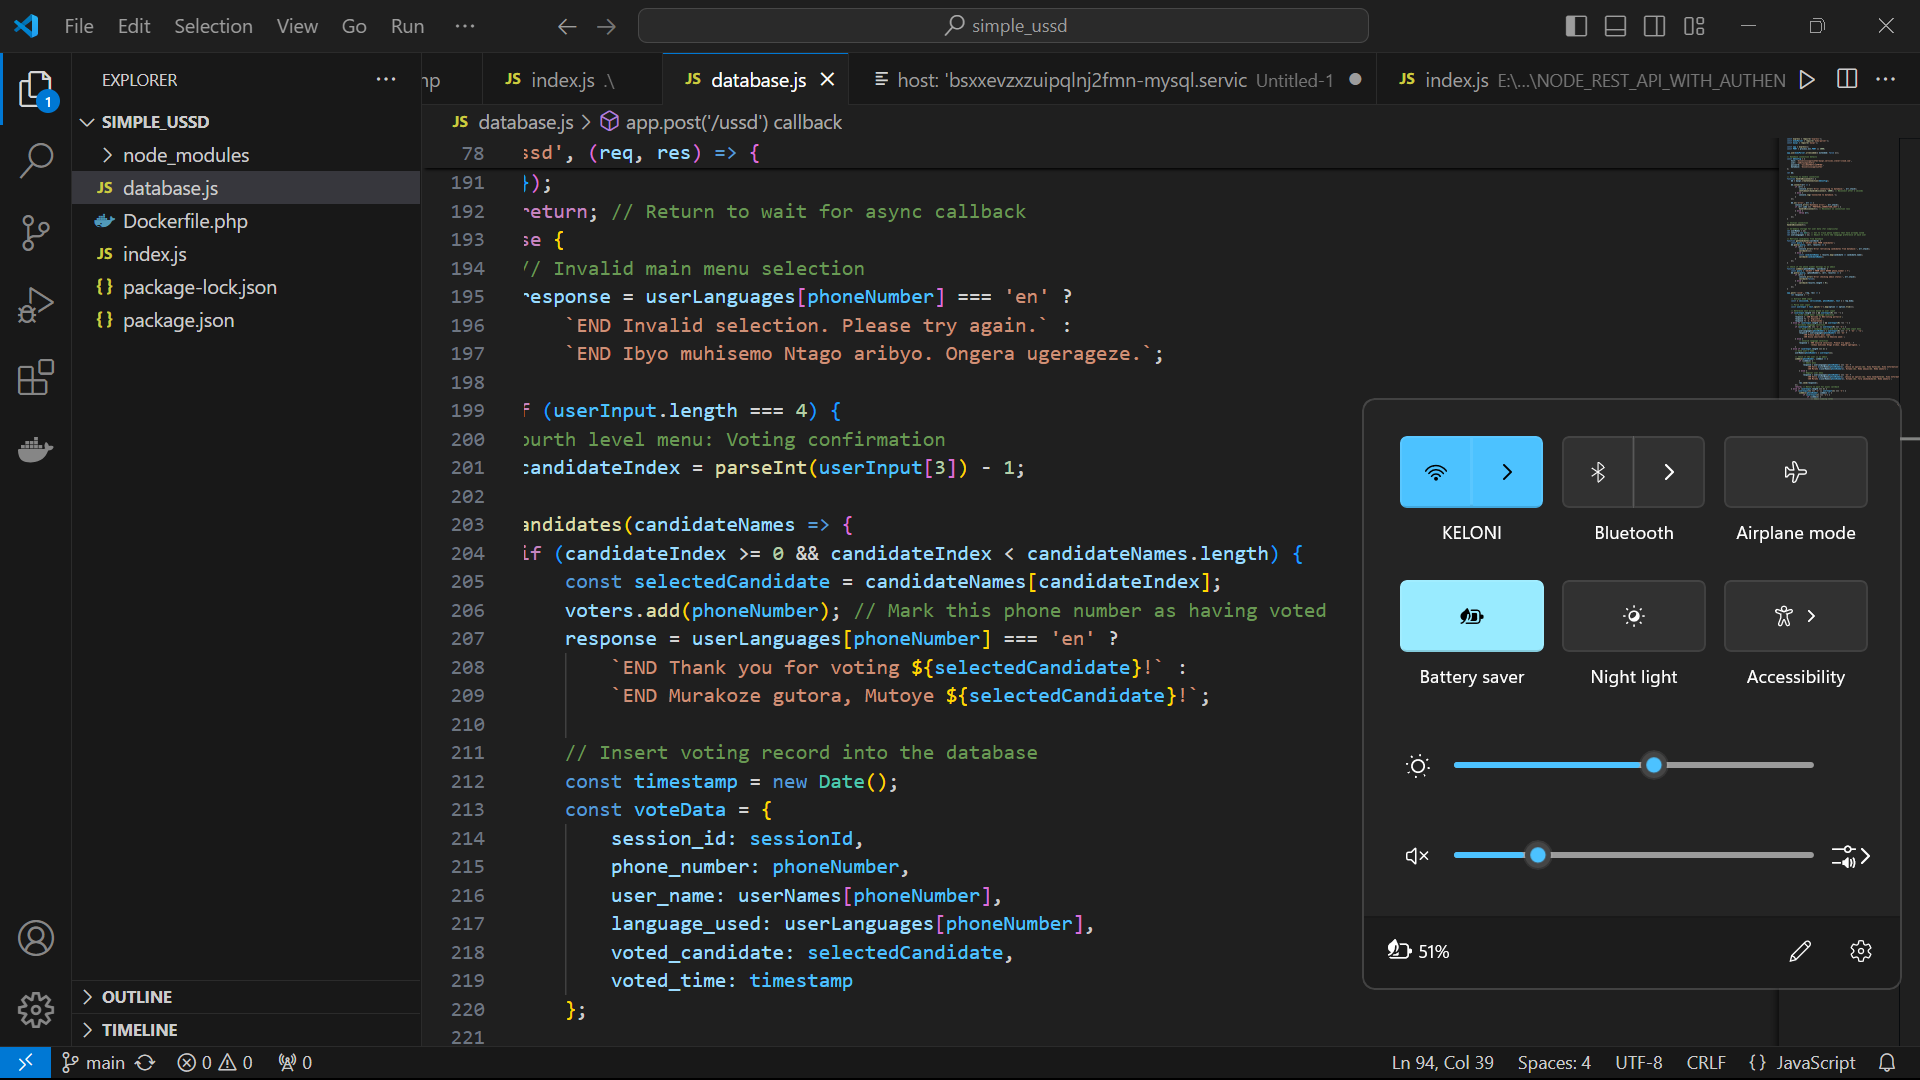 File Edit Selection View Go Run
simple_ussd
EXPLORER
SIMPLE_USSD
node_modules
JS database.js
Dockerfile.php
JS index.js
{} package-lock.json
{} package.json
OUTLINE
TIMELINE
1
JS index.js .\
JS database.js
host: 'bsxxevzxzuipqlnj2fmn-mysql.servic Untitled-1
JS index.js E:\...\NODE_REST_API_WITH_AUTHEN
JS database.js > app.post('/ussd') callback
78 ssd', (req, res) => {
191 });
192 return; // Return to wait for async callback
193 se {
194 // Invalid main menu selection
195 response = userLanguages[phoneNumber] === 'en' ?
196 `END Invalid selection. Please try again.` :
197 `END Ibyo muhisemo Ntago aribyo. Ongera ugerageze.`;
198
199 f (userInput.length === 4) {
200 ourth level menu: Voting confirmation
201 candidateIndex = parseInt(userInput[3]) - 1;
202
203 andidates(candidateNames => {
204 if (candidateIndex >= 0 && candidateIndex < candidateNames.length) {
205 const selectedCandidate = candidateNames[candidateIndex];
206 voters.add(phoneNumber); // Mark this phone number as having voted
207 response = userLanguages[phoneNumber] === 'en' ?
208 `END Thank you for voting ${selectedCandidate}!` :
209 `END Murakoze gutora, Mutoye ${selectedCandidate}!`;
210
211 // Insert voting record into the database
212 const timestamp = new Date();
213 const voteData = {
214 session_id: sessionId,
215 phone_number: phoneNumber,
216 user_name: userNames[phoneNumber],
217 language_used: userLanguages[phoneNumber],
218 voted_candidate: selectedCandidate,
219 voted_time: timestamp
220 };
221
KELONI
Bluetooth
Airplane mode
Battery saver
Night light
Accessibility
51%
main 0 0 0
Ln 94, Col 39 Spaces: 4 UTF-8 CRLF {} JavaScript